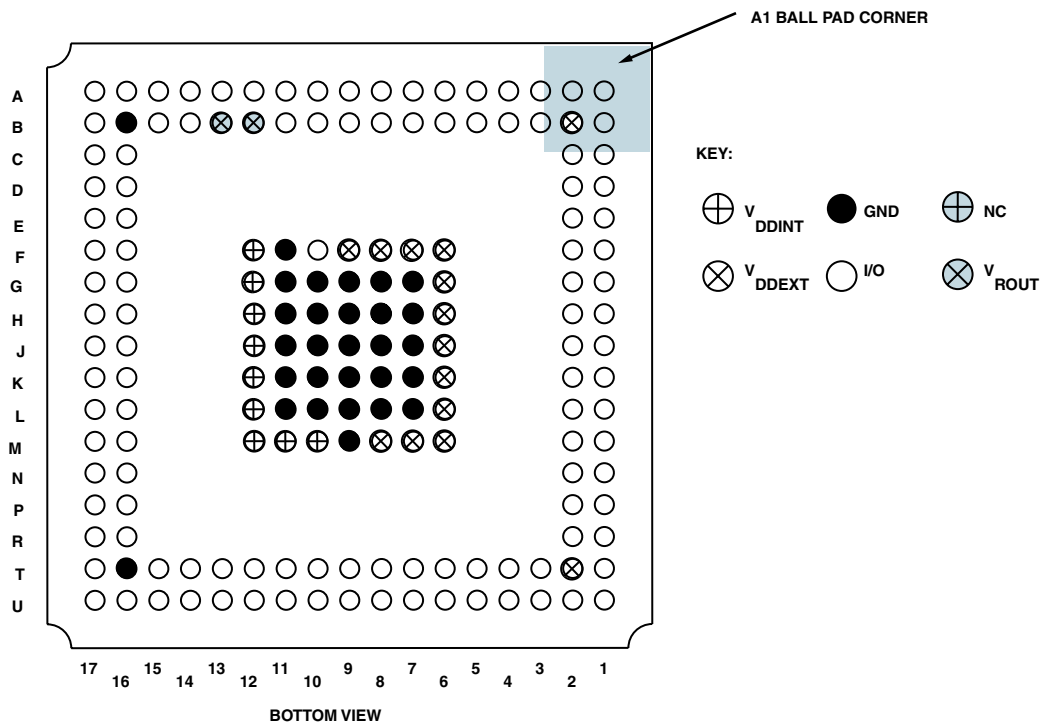 A1 BALL PAD CORNER
A
B
C
D
E
F
G
H
J
K
L
M
N
P
R
T
U
KEY:
VDDINT
GND
NC
VDDEXT
I/O
VROUT
17 16 15 14 13 12 11 10 9 8 7 6 5 4 3 2 1
BOTTOM VIEW